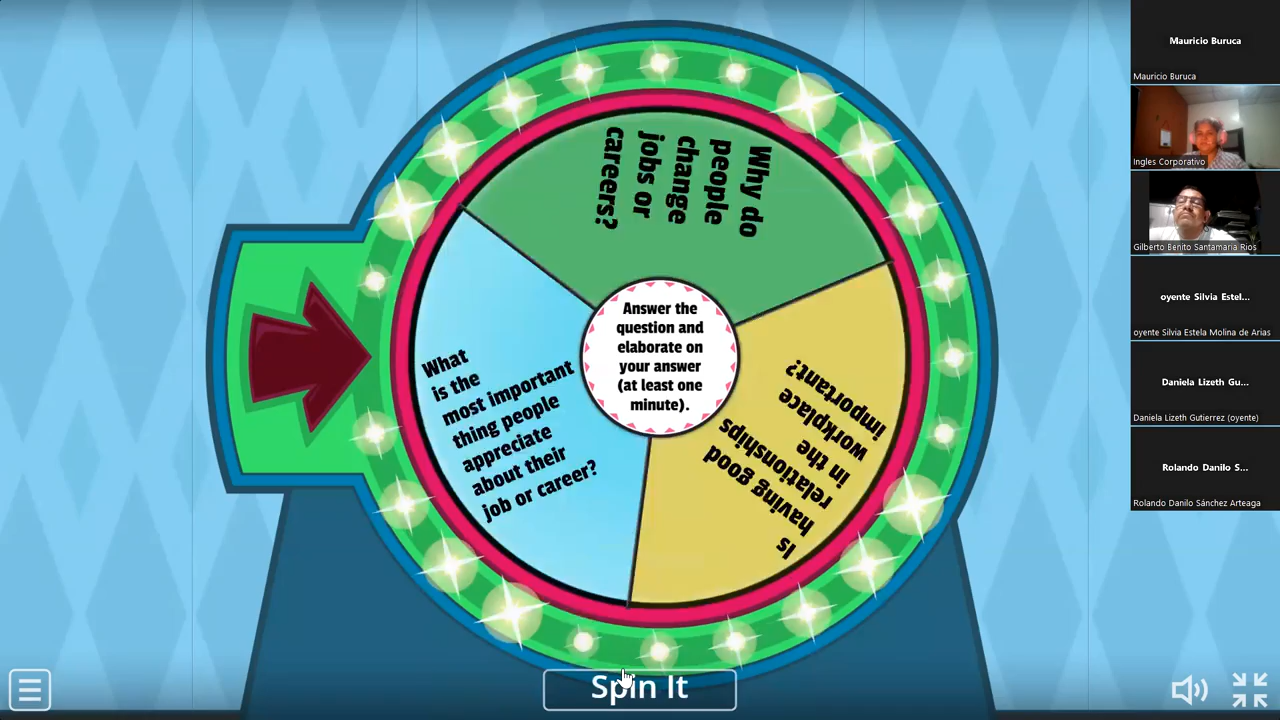 Why do
people
change
jobs or
careers?
What
is the
most important
thing people
appreciate
about their
job or career?
Answer the
question and
elaborate on
your answer
(at least one
minute).
Is
having good
relationships
in the
workplace
important?
Spin It
Mauricio Buruca
Mauricio Buruca
Ingles Corporativo
Gilberto Benito Santamaria Rios
oyente Silvia Estel...
oyente Silvia Estela Molina de Arias
Daniela Lizeth Gu...
Daniela Lizeth Gutierrez (oyente)
Rolando Danilo S...
Rolando Danilo Sánchez Arteaga